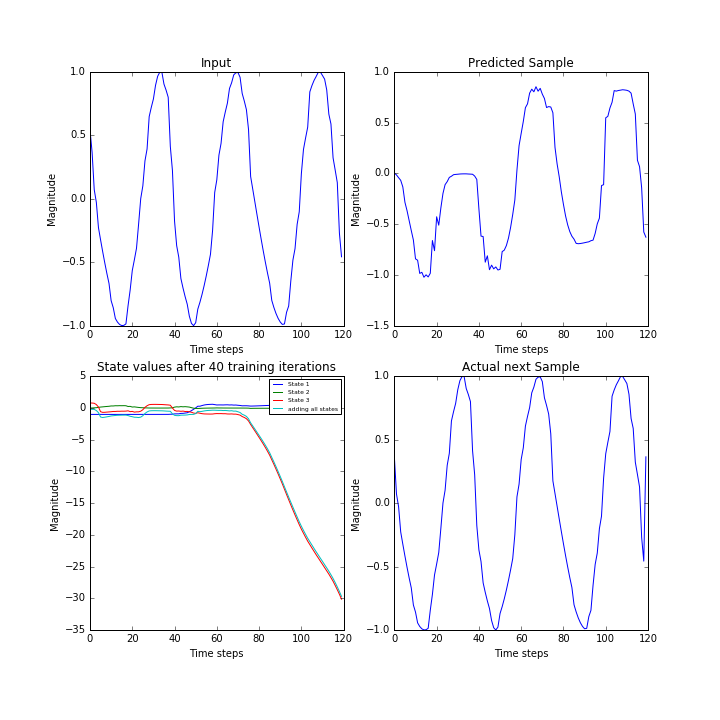 Input
Magnitude
1.0
0.5
0.0
−0.5
−1.0
0 20 40 60 80 100 120
Time steps
Predicted Sample
Magnitude
1.0
0.5
0.0
−0.5
−1.0
−1.5
0 20 40 60 80 100 120
Time steps
State values after 40 training iterations
Magnitude
5
0
−5
−10
−15
−20
−25
−30
−35
State 1
State 2
State 3
adding all states
0 20 40 60 80 100 120
Time steps
Actual next Sample
Magnitude
1.0
0.5
0.0
−0.5
−1.0
0 20 40 60 80 100 120
Time steps